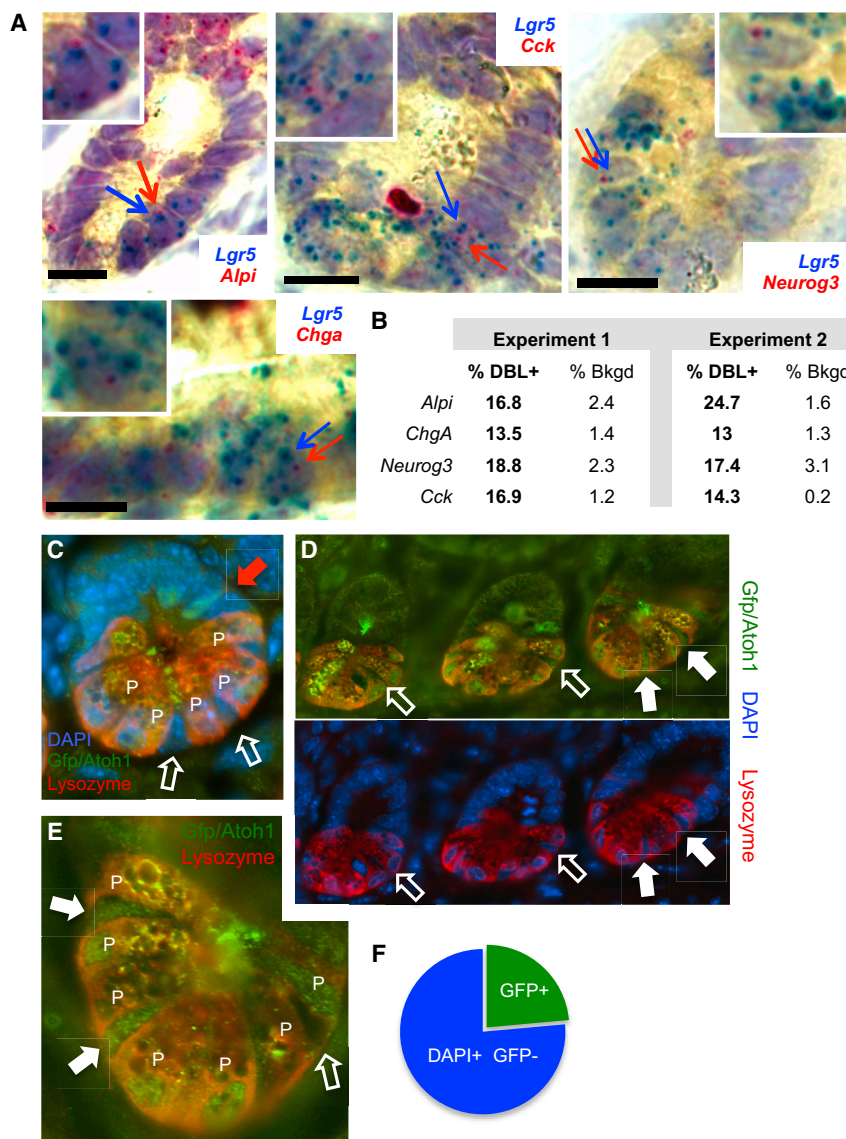 A
Lgr5
Alpi
Lgr5
Cck
Lgr5
Neurog3
Lgr5
Chga
B
Experiment 1 Experiment 2
% DBL+ % Bkgd % DBL+ % Bkgd
Alpi 16.8 2.4 24.7 1.6
ChgA 13.5 1.4 13 1.3
Neurog3 18.8 2.3 17.4 3.1
Cck 16.9 1.2 14.3 0.2
C
P
P
P
P
P
DAPI
Gfp/Atoh1
Lysozyme
D
Gfp/Atoh1
DAPI
Lysozyme
E
Gfp/Atoh1
Lysozyme
P
P
P
P
P
P
P
F
GFP+
DAPI+ GFP-